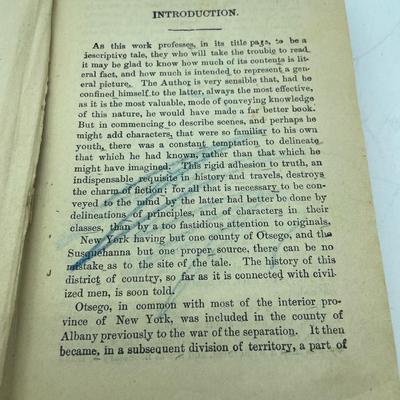 INTRODUCTION.
As this work professes, in its title page, to be a
descriptive tale, they who will take the trouble to read
it may be glad to know how much of its contents is lit-
eral fact, and how much is intended to represent a gen-
eral picture. The Author is very sensible that, had he
confined himself to the latter, always the most effective,
as it is the most valuable, mode of conveying knowledge
of this nature, he would have made a far better book.
But in commencing to describe scenes, and perhaps he
might add characters, that were so familiar to his own
youth, there was a constant temptation to delineate
that which he had known, rather than that which he
might have imagined. This rigid adhesion to truth, an
indispensable requisite in history and travels, destroys
the charm of fiction; for all that is necessary to be con-
veyed to the mind by the latter had better be done by
delineations of principles, and of characters in their
classes, than by a too fastidious attention to originals.
New York having but one county of Otsego, and the
Susquehanna but one proper source, there can be no
mistake as to the site of the tale. The history of this
district of country, so far as it is connected with civil-
ized men, is soon told.
Otsego, in common with most of the interior pro-
vince of New York, was included in the county of
Albany previously to the war of the separation. It then
became, in a subsequent division of territory, a part of